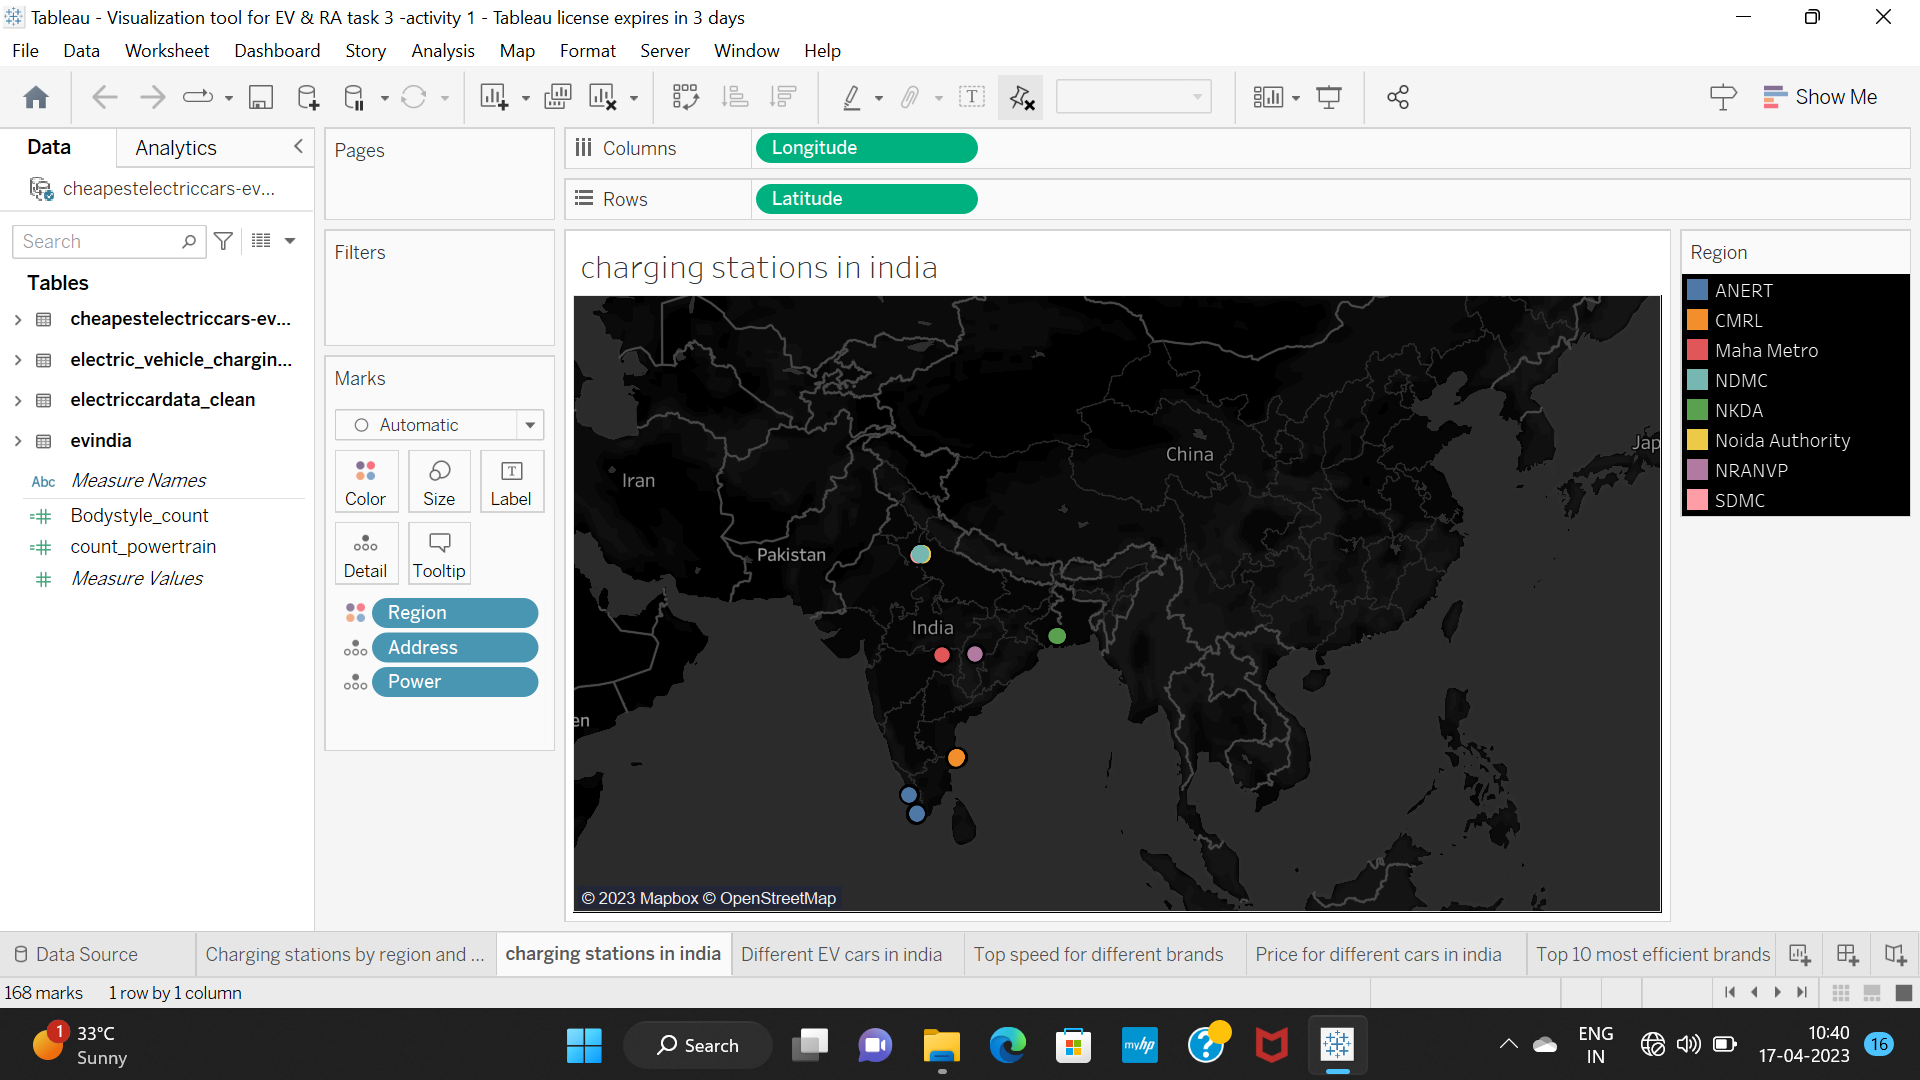 Tableau - Visualization tool for EV & RA task 3 -activity 1 - Tableau license expires in 3 days
File Data Worksheet Dashboard Story Analysis Map Format Server Window Help
Show Me
Data Analytics
Pages
Columns Longitude
cheapestelectriccars-ev...
Rows Latitude
Search
Filters
charging stations in india
Region
Tables
ANERT
cheapestelectriccars-ev...
CMRL
Maha Metro
electric_vehicle_chargin...
Marks
NDMC
electriccardata_clean
NKDA
Automatic
evindia
Noida Authority
Jap
China
NRANVP
Abc Measure Names
Iran
Color Size Label
SDMC
Bodystyle_count
count_powertrain
Pakistan
Detail Tooltip
Measure Values
Region
India
Address
Power
en
© 2023 Mapbox © OpenStreetMap
Data Source Charging stations by region and ... charging stations in india Different EV cars in india Top speed for different brands Price for different cars in india Top 10 most efficient brands
168 marks 1 row by 1 column
1 33°C
Sunny
Search
myhp
ENG
IN
10:40
17-04-2023
16